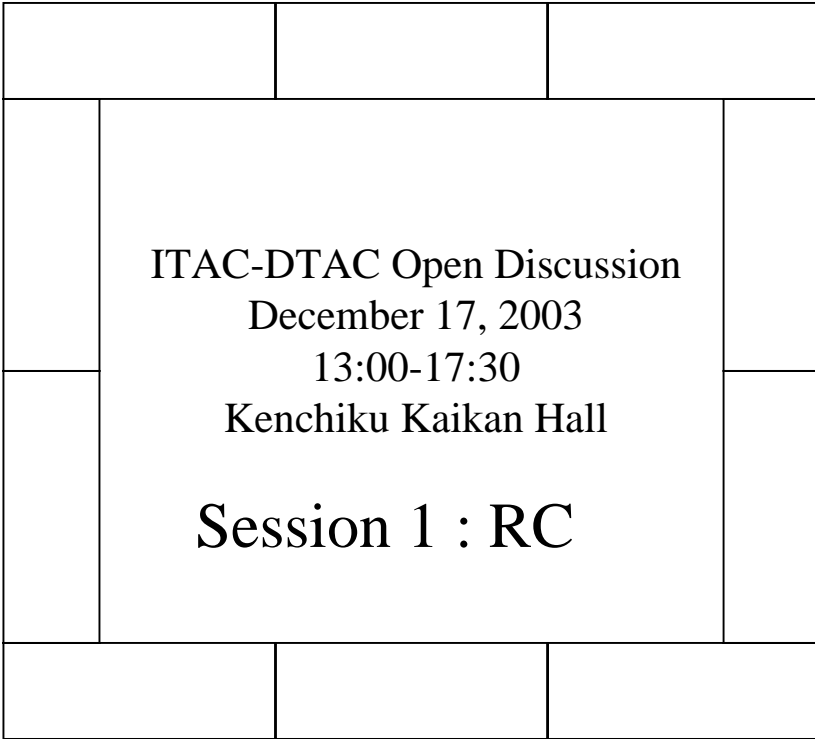 ITAC-DTAC Open Discussion
December 17, 2003
13:00-17:30
Kenchiku Kaikan Hall
Session 1 : RC